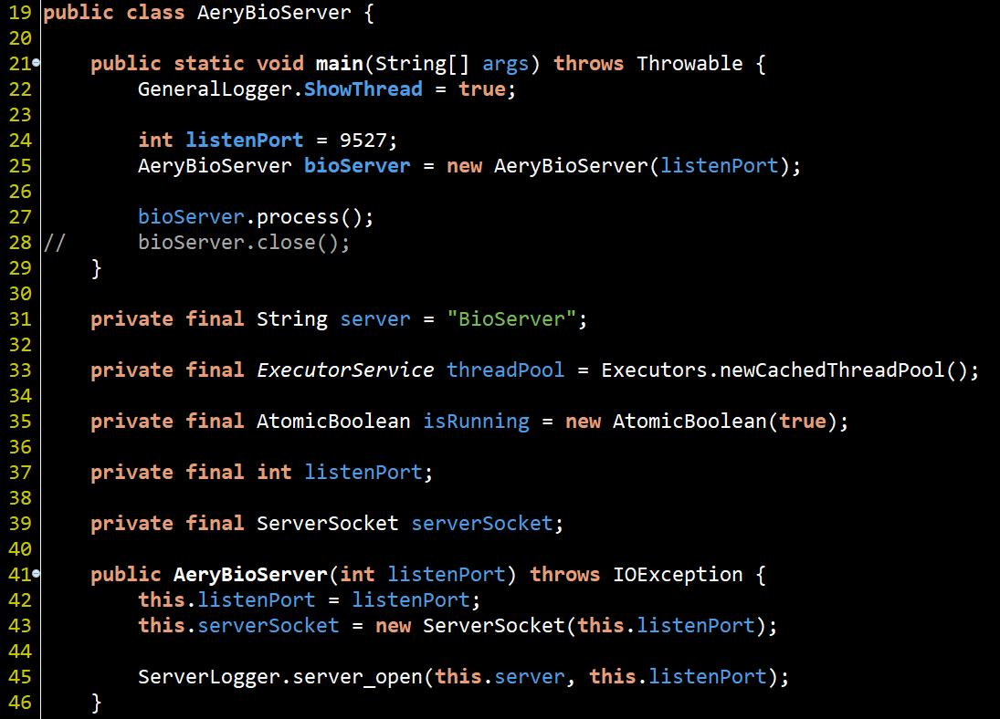 19 public class AeryBioServer {
20
21     public static void main(String[] args) throws Throwable {
22         GeneralLogger.ShowThread = true;
23
24         int listenPort = 9527;
25         AeryBioServer bioServer = new AeryBioServer(listenPort);
26
27         bioServer.process();
28 //      bioServer.close();
29     }
30
31     private final String server = "BioServer";
32
33     private final ExecutorService threadPool = Executors.newCachedThreadPool();
34
35     private final AtomicBoolean isRunning = new AtomicBoolean(true);
36
37     private final int listenPort;
38
39     private final ServerSocket serverSocket;
40
41     public AeryBioServer(int listenPort) throws IOException {
42         this.listenPort = listenPort;
43         this.serverSocket = new ServerSocket(this.listenPort);
44
45         ServerLogger.server_open(this.server, this.listenPort);
46     }